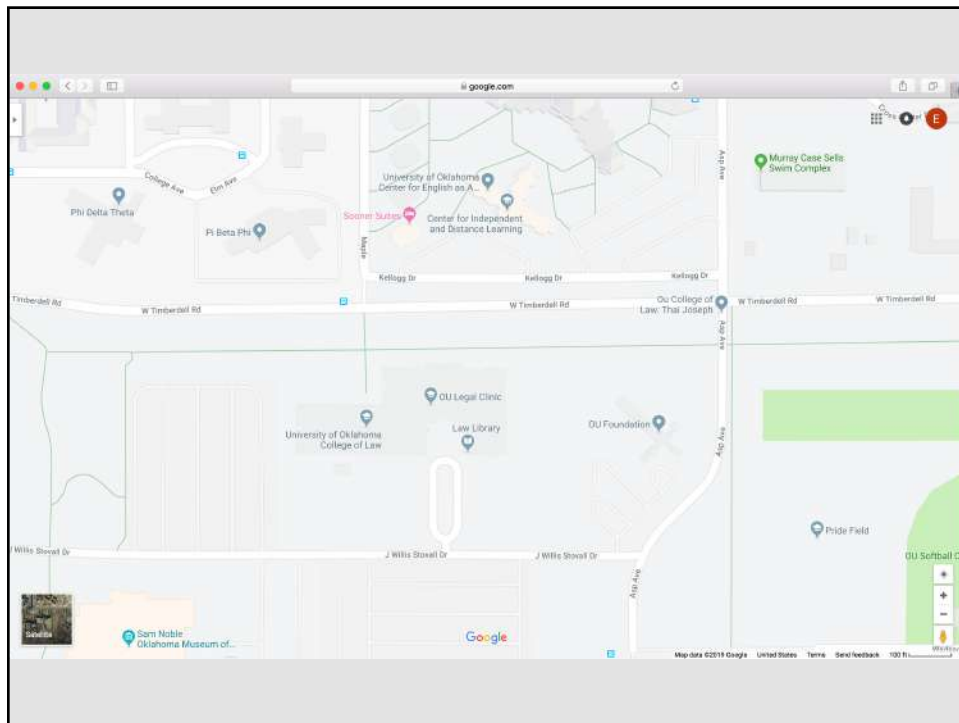 google.com
E
Murray Case Sells
Swim Complex
College Ave
Elm Ave
Asp Ave
University of Oklahoma
Center for English as A...
Phi Delta Theta
Pi Beta Phi
Sooner Suites
Center for Independent
and Distance Learning
Maple
Kellogg Dr
Kellogg Dr
Kellogg Dr
Timberdell Rd
W Timberdell Rd
W Timberdell Rd
Ou College of
Law: Thai Joseph
W Timberdell Rd
W Timberdell Rd
Asp Ave
OU Legal Clinic
University of Oklahoma
College of Law
Law Library
OU Foundation
Asp Ave
Pride Field
J Willis Stovall Dr
J Willis Stovall Dr
J Willis Stovall Dr
OU Softball C
Asp Ave
Satellite
Sam Noble
Oklahoma Museum of...
Google
Map data ©2019 Google United States Terms Send feedback 100 ft